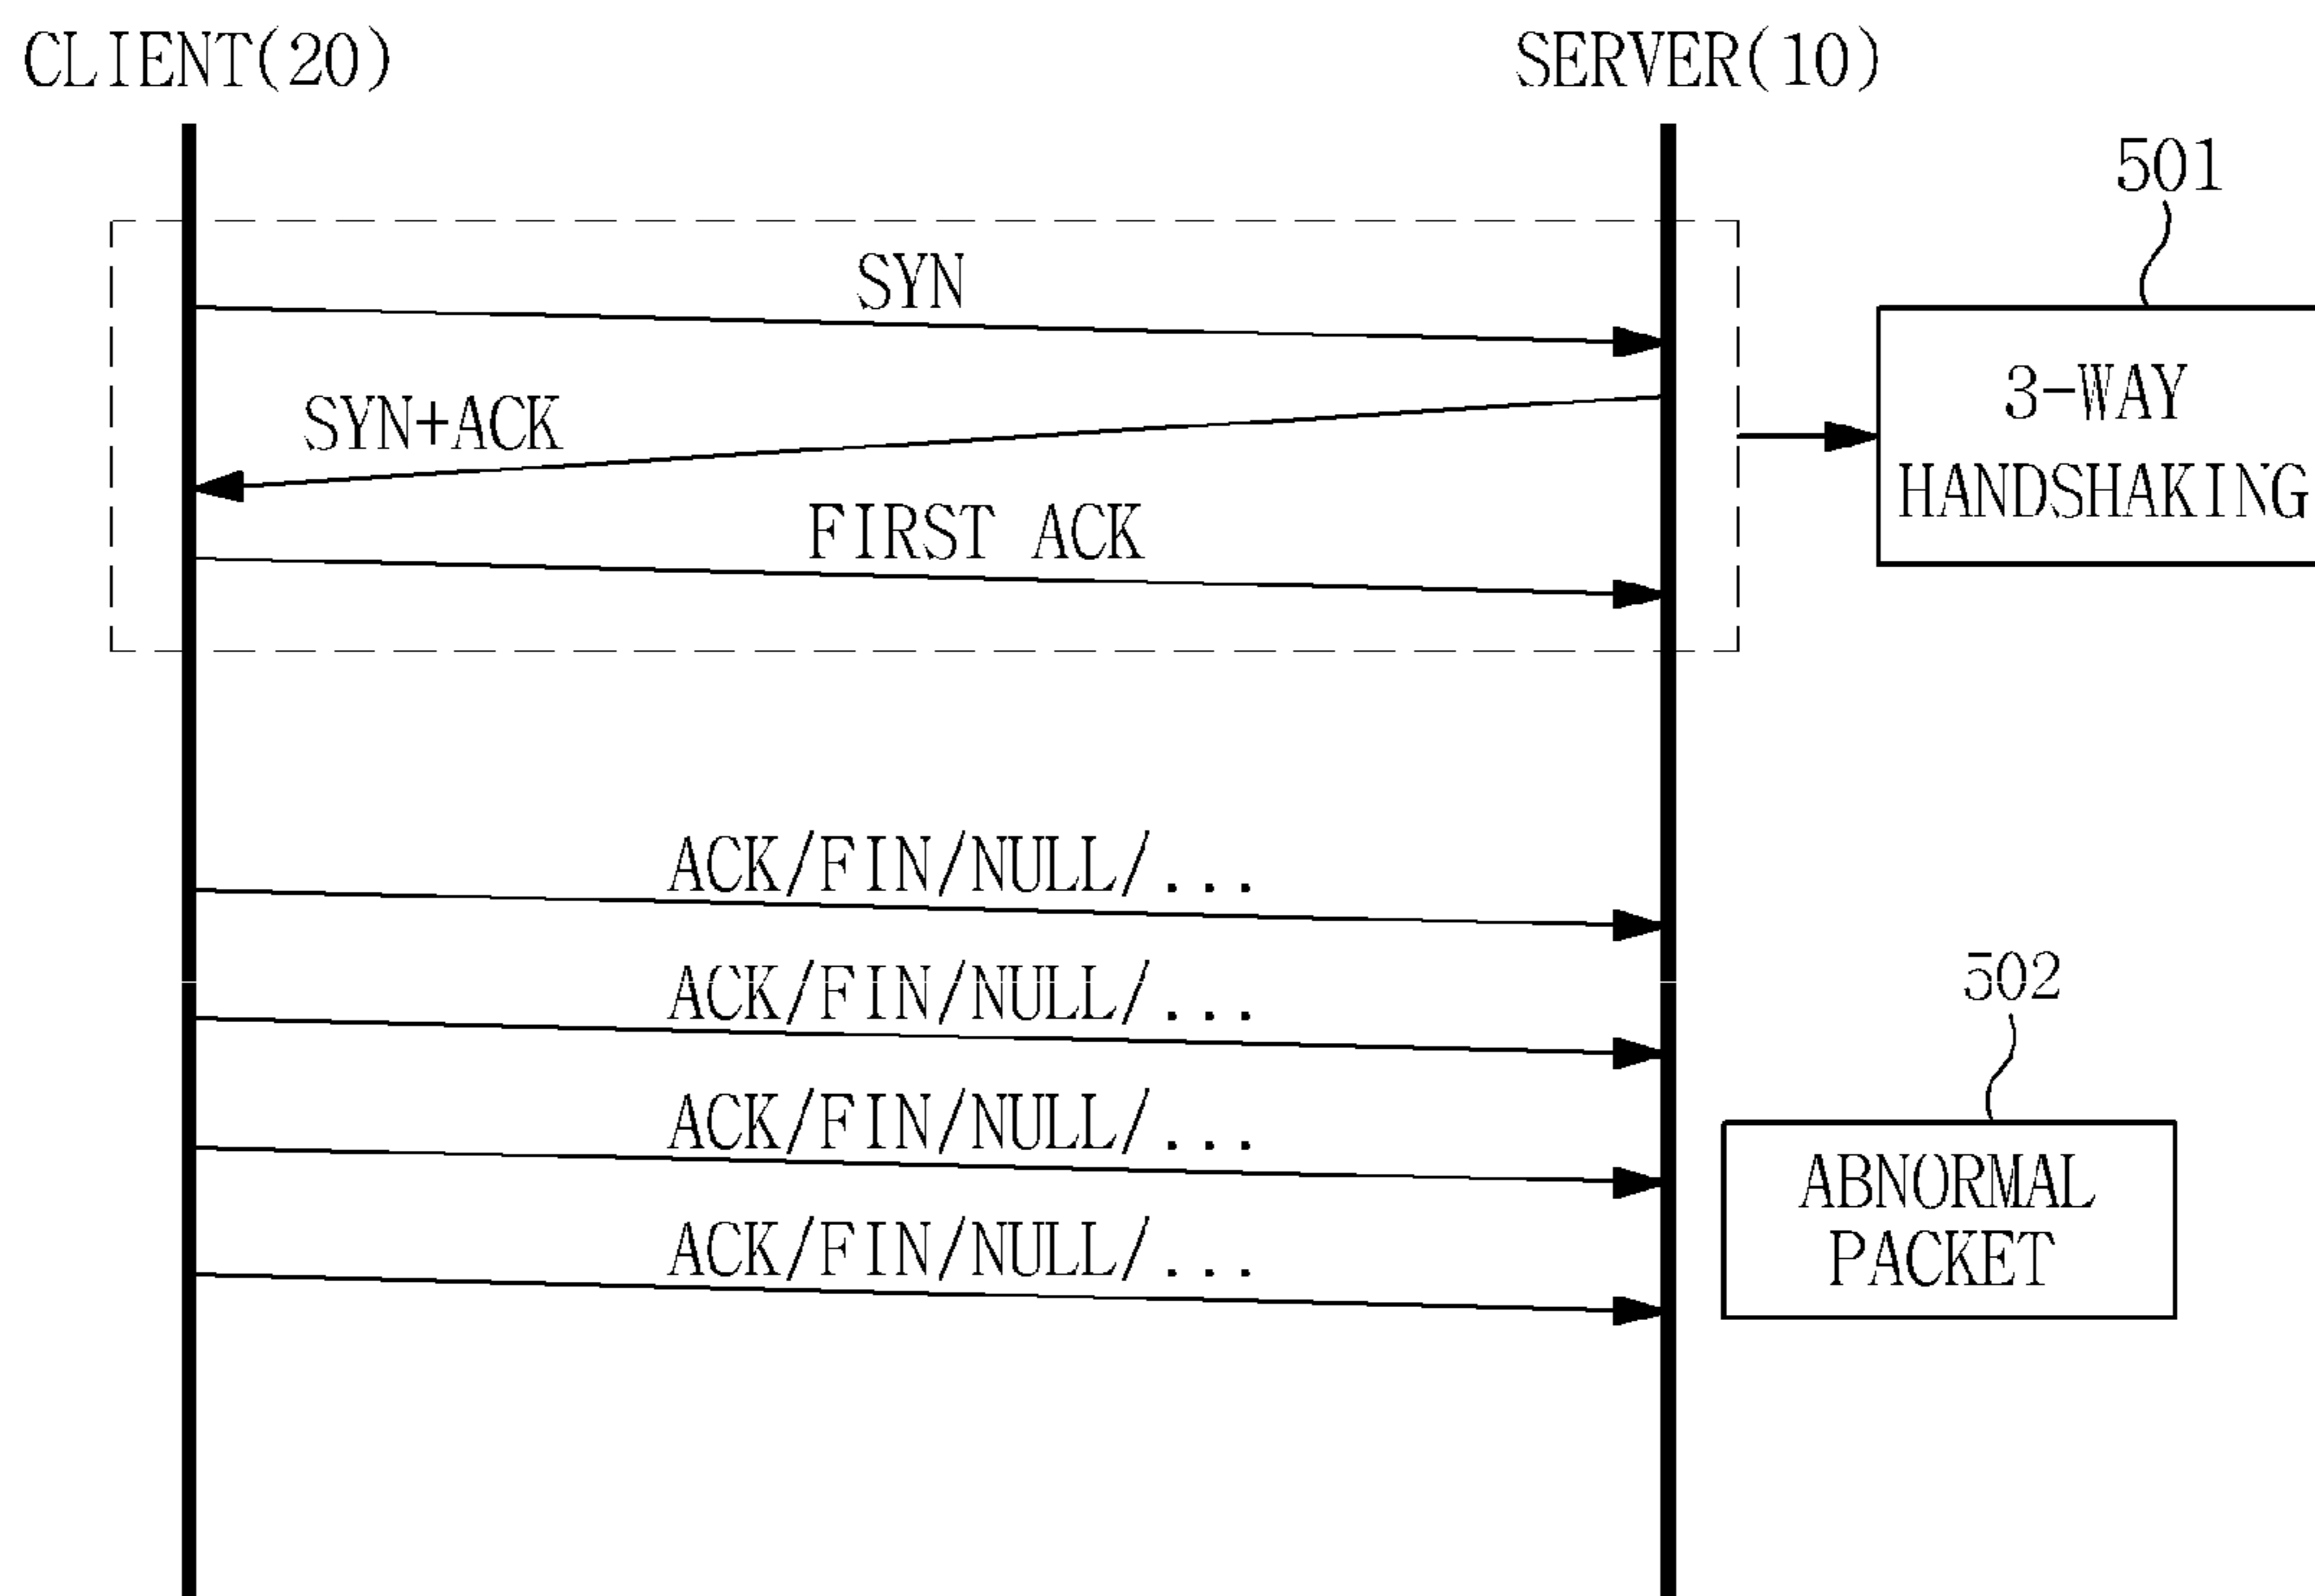 CLIENT(20)
SERVER(10)
501
SYN
3-WAY
HANDSHAKING
SYN+ACK
FIRST ACK
ACK/FIN/NULL/...
ACK/FIN/NULL/...
502
ACK/FIN/NULL/...
ABNORMAL
PACKET
ACK/FIN/NULL/...